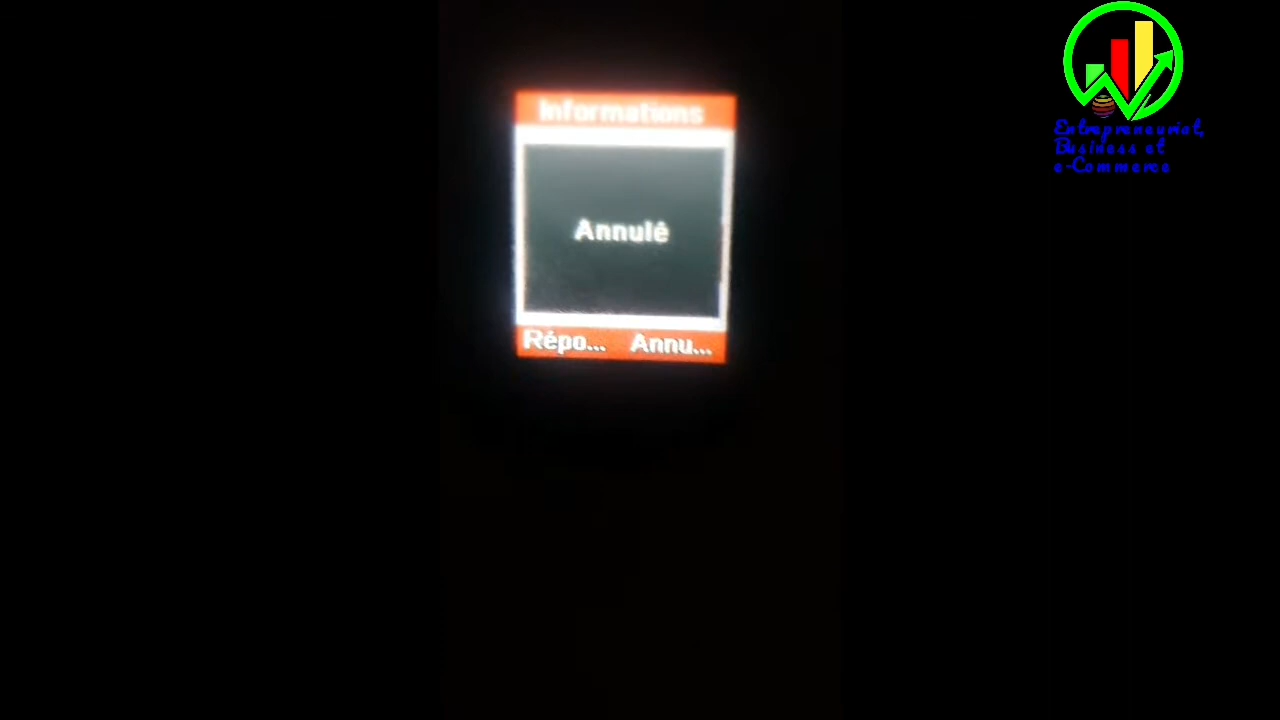 Informations
Annulé
Répo... Annu...
Entrepreneuriat,
Business et
e-Commerce